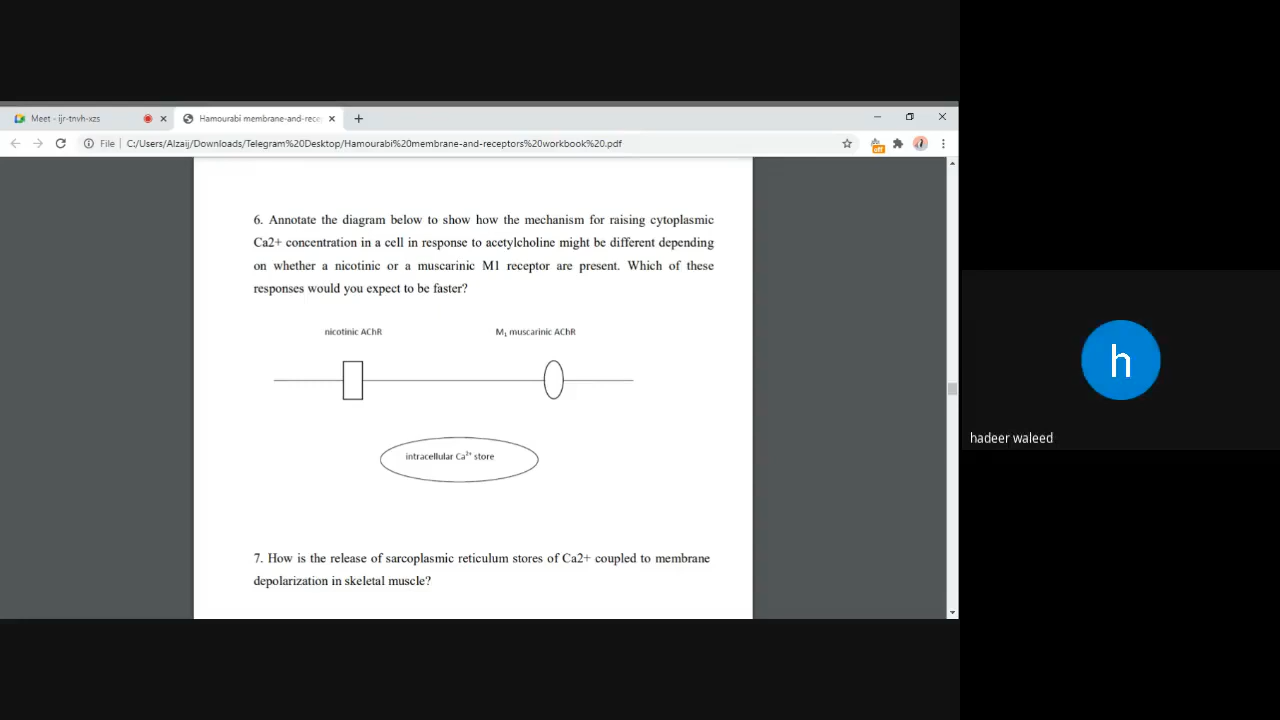 Meet - ijr-tnvh-xzs
Hamourabi membrane-and-rece
File
C:/Users/Alzaij/Downloads/Telegram%20Desktop/Hamourabi%20membrane-and-receptors%20workbook%20.pdf
off
6. Annotate the diagram below to show how the mechanism for raising cytoplasmic
Ca2+ concentration in a cell in response to acetylcholine might be different depending
on whether a nicotinic or a muscarinic M1 receptor are present. Which of these
responses would you expect to be faster?
nicotinic AChR
M₁ muscarinic AChR
intracellular Ca²⁺ store
7. How is the release of sarcoplasmic reticulum stores of Ca2+ coupled to membrane
depolarization in skeletal muscle?
h
hadeer waleed